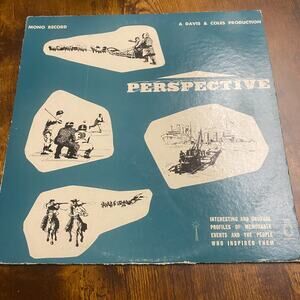 MONO RECORD
A DAVIS & COLES PRODUCTION
PERSPECTIVE
INTERESTING AND UNUSUAL
PROFILES OF MEMORABLE
EVENTS AND THE PEOPLE
WHO INSPIRED THEM